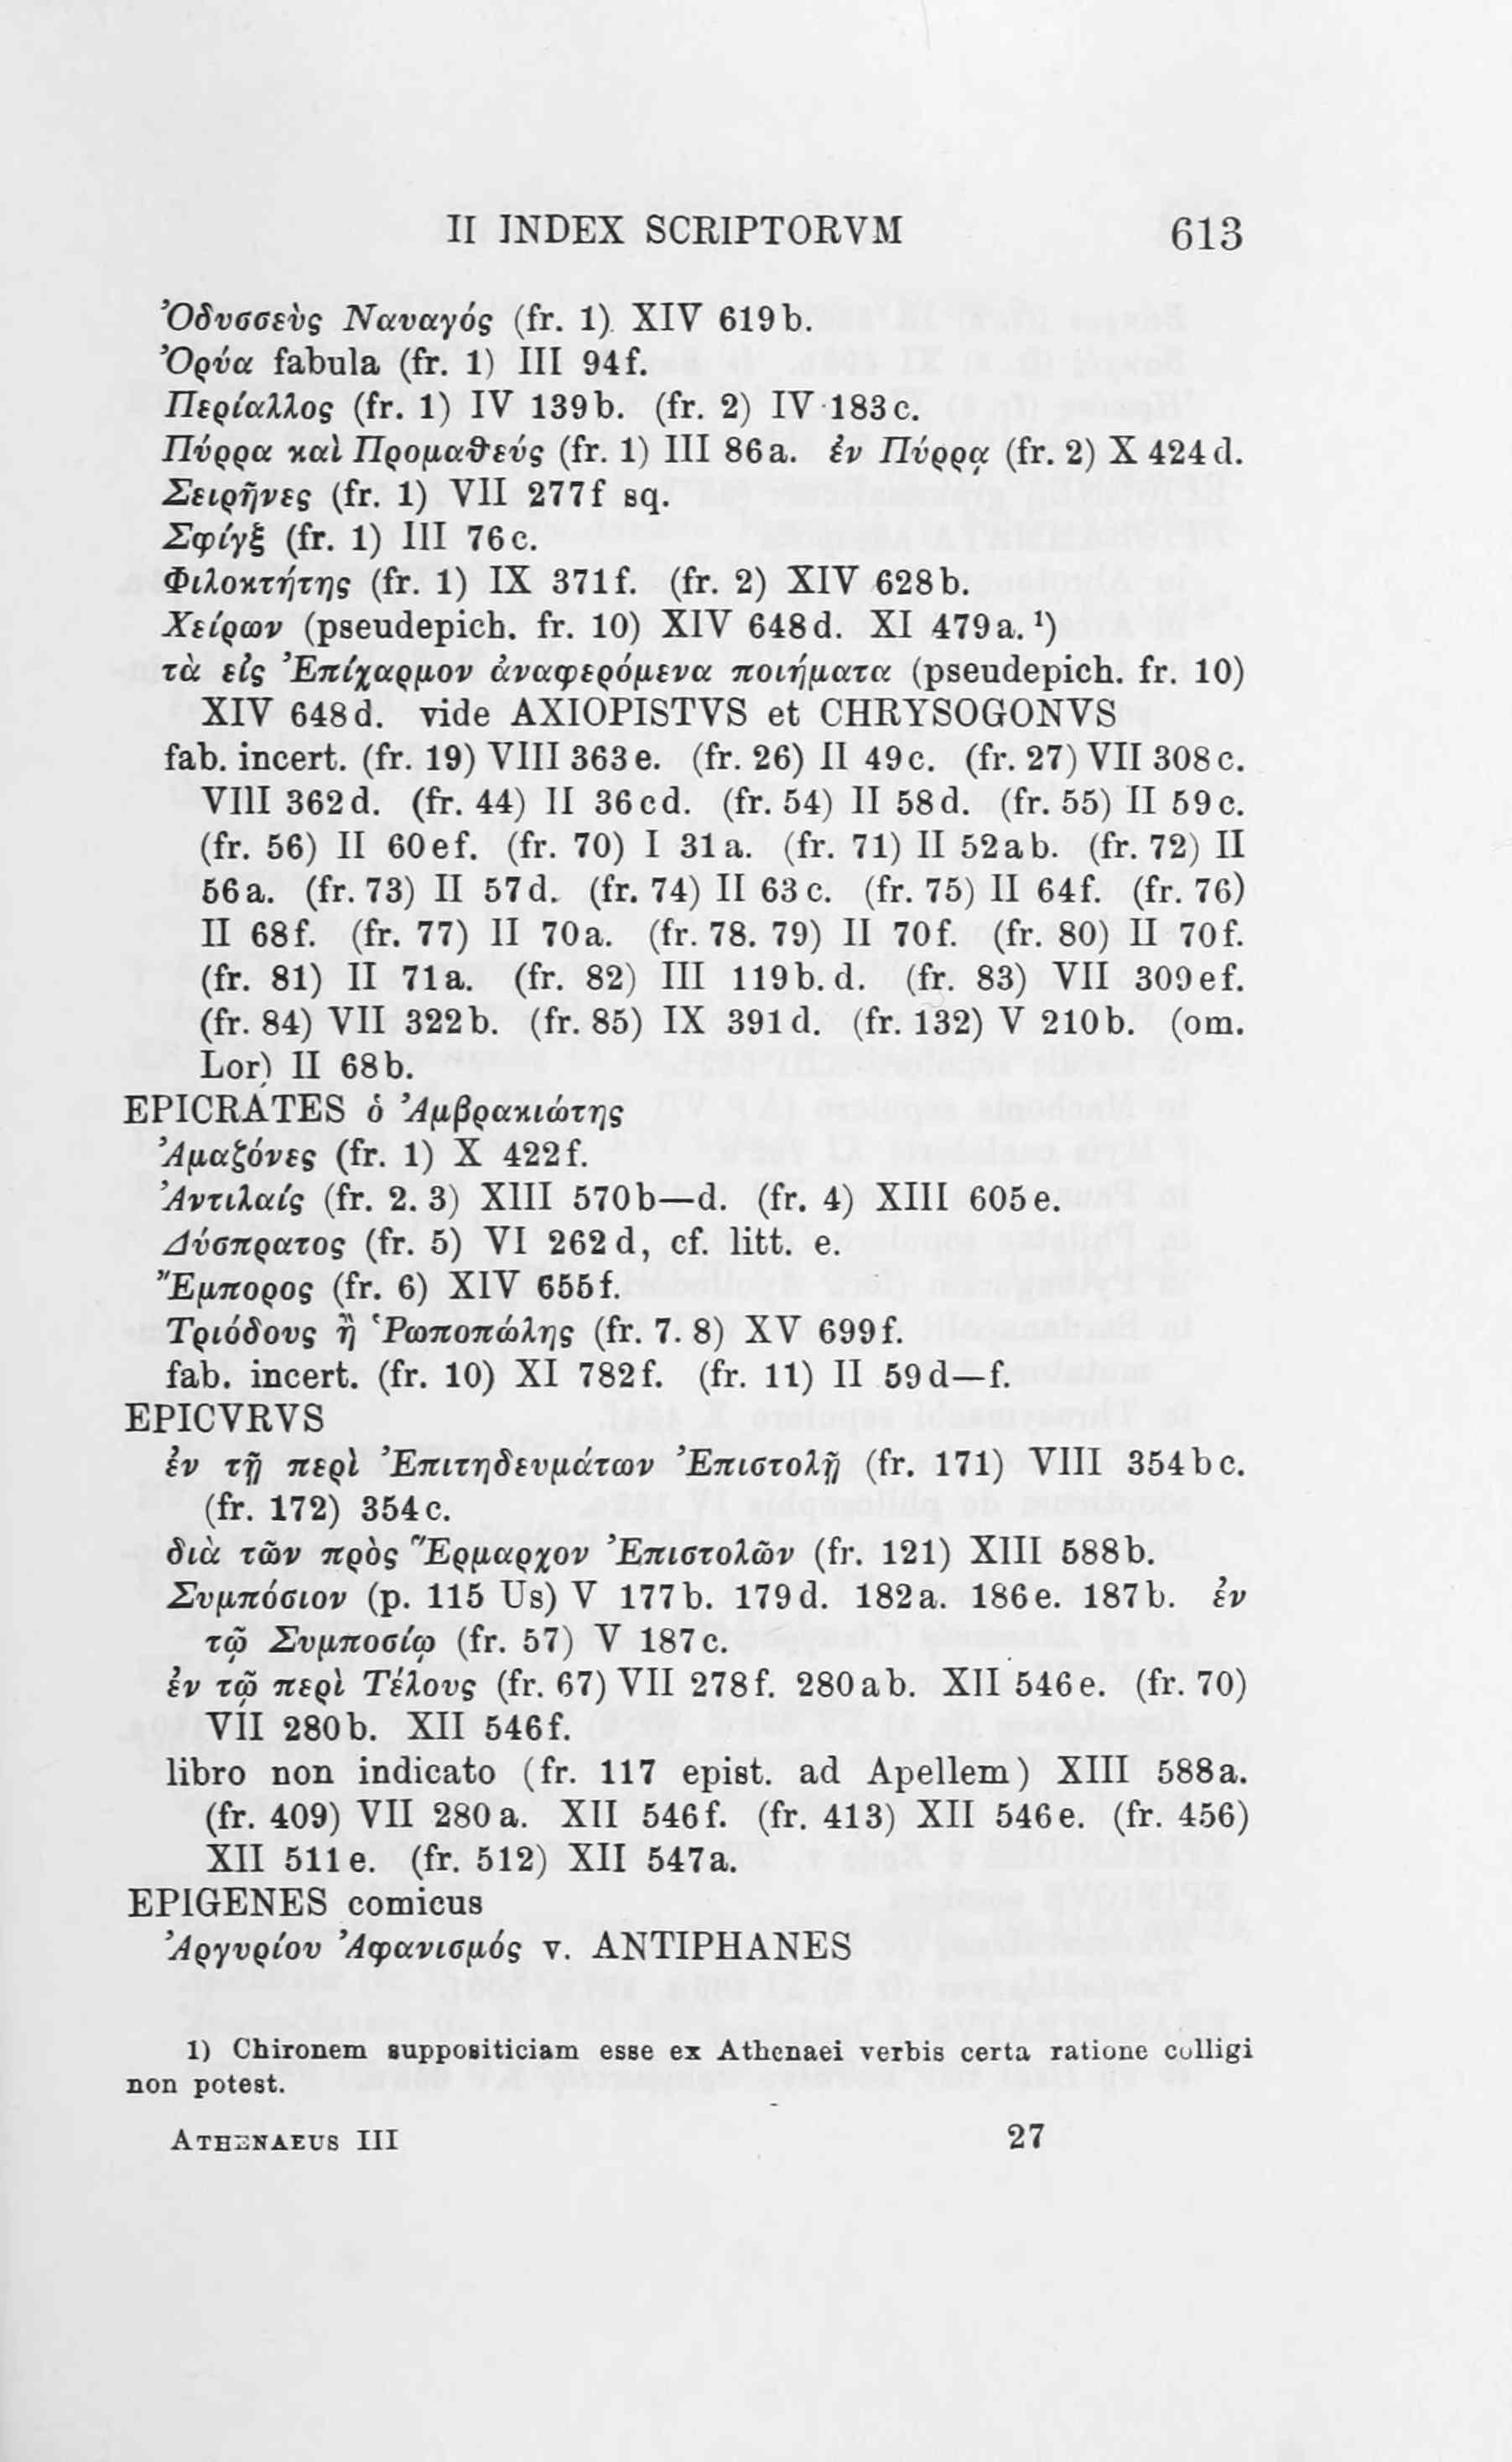 II INDEX SCRIPTORVM 613
Ὀδυσσεὺς Ναυαγός (fr. 1) XIV 619b.
Ὀρύα fabula (fr. 1) III 94f.
Περίαλλος (fr. 1) IV 139b. (fr. 2) IV 183c.
Πύρρα καὶ Προμαθεύς (fr. 1) III 86a. ἐν Πύρρᾳ (fr. 2) X 424d.
Σειρῆνες (fr. 1) VII 277f sq.
Σφίγξ (fr. 1) III 76c.
Φιλοκτήτης (fr. 1) IX 371f. (fr. 2) XIV 628b.
Χείρων (pseudepich. fr. 10) XIV 648d. XI 479a.¹)
τὰ εἰς Ἐπίχαρμον ἀναφερόμενα ποιήματα (pseudepich. fr. 10)
XIV 648d. vide AXIOPISTVS et CHRYSOGONVS
fab. incert. (fr. 19) VIII 363e. (fr. 26) II 49c. (fr. 27) VII 308c.
VIII 362d. (fr. 44) II 36cd. (fr. 54) II 58d. (fr. 55) II 59c.
(fr. 56) II 60ef. (fr. 70) I 31a. (fr. 71) II 52ab. (fr. 72) II
56a. (fr. 73) II 57d. (fr. 74) II 63c. (fr. 75) II 64f. (fr. 76)
II 68f. (fr. 77) II 70a. (fr. 78. 79) II 70f. (fr. 80) II 70f.
(fr. 81) II 71a. (fr. 82) III 119b.d. (fr. 83) VII 309ef.
(fr. 84) VII 322b. (fr. 85) IX 391d. (fr. 132) V 210b. (om.
Lor) II 68b.
EPICRATES ὁ Ἀμβρακιώτης
Ἀμαζόνες (fr. 1) X 422f.
Ἀντιλαΐς (fr. 2. 3) XIII 570b—d. (fr. 4) XIII 605e.
Δύσπρατος (fr. 5) VI 262d, cf. litt. e.
Ἔμπορος (fr. 6) XIV 655f.
Τριόδους ἢ Ῥωποπώλης (fr. 7. 8) XV 699f.
fab. incert. (fr. 10) XI 782f. (fr. 11) II 59d—f.
EPICVRVS
ἐν τῇ περὶ Ἐπιτηδευμάτων Ἐπιστολῇ (fr. 171) VIII 354bc.
(fr. 172) 354c.
διὰ τῶν πρὸς Ἕρμαρχον Ἐπιστολῶν (fr. 121) XIII 588b.
Συμπόσιον (p. 115 Us) V 177b. 179d. 182a. 186e. 187b. ἐν
τῷ Συμποσίῳ (fr. 57) V 187c.
ἐν τῷ περὶ Τέλους (fr. 67) VII 278f. 280ab. XII 546e. (fr. 70)
VII 280b. XII 546f.
libro non indicato (fr. 117 epist. ad Apellem) XIII 588a.
(fr. 409) VII 280a. XII 546f. (fr. 413) XII 546e. (fr. 456)
XII 511e. (fr. 512) XII 547a.
EPIGENES comicus
Ἀργυρίου Ἀφανισμός v. ANTIPHANES
1) Chironem suppositiciam esse ex Athenaei verbis certa ratione colligi
non potest.
ATHENAEUS III 27